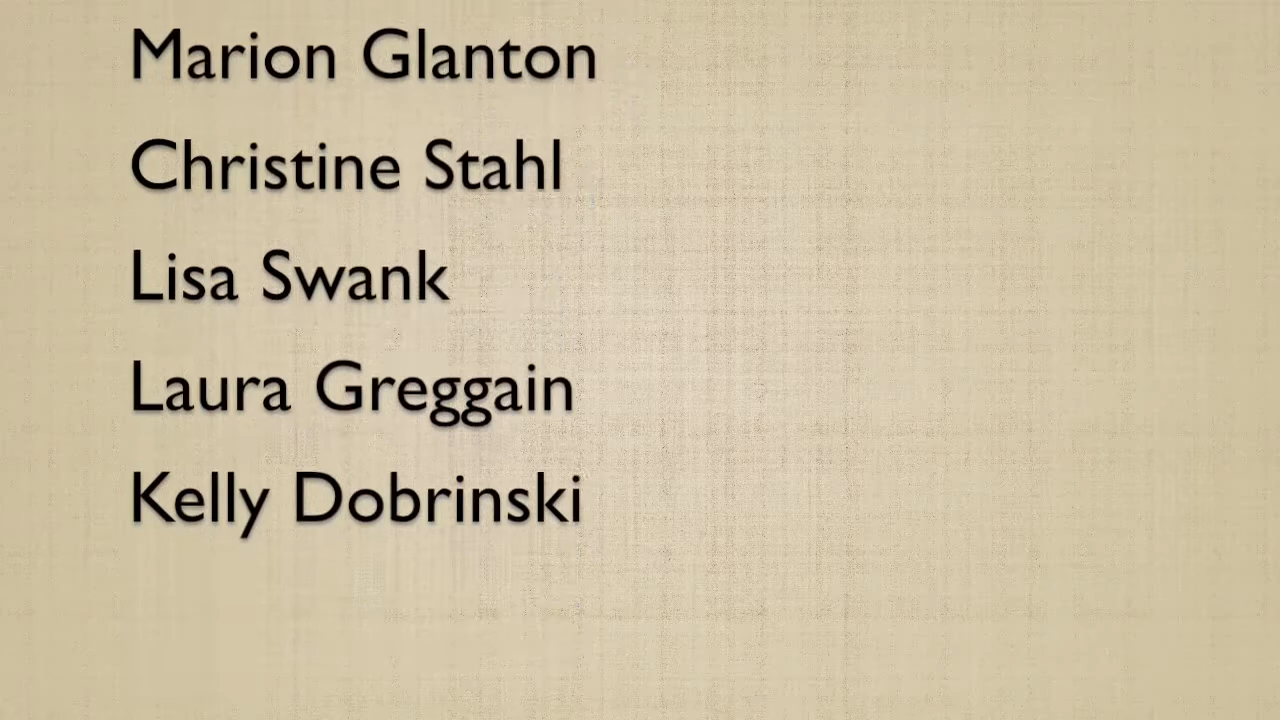 Marion Glanton
Christine Stahl
Lisa Swank
Laura Greggain
Kelly Dobrinski